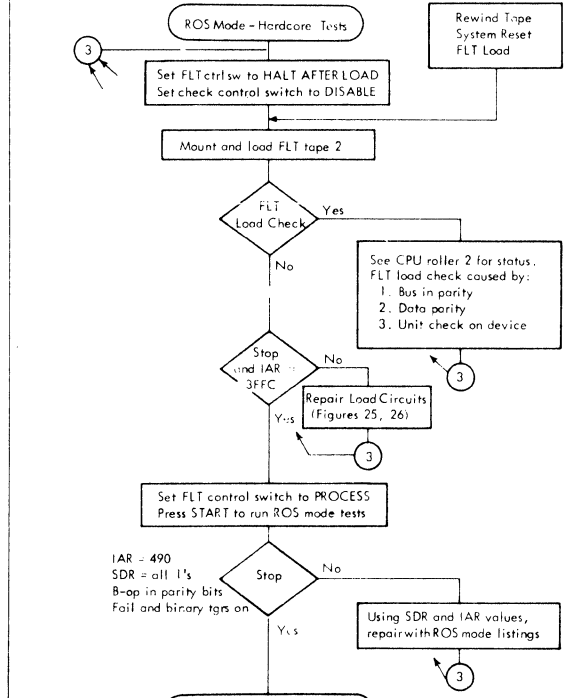 ROS Mode - Hardcore Tests
Rewind Tape
System Reset
FLT Load
3
Set FLT ctrl sw to HALT AFTER LOAD
Set check control switch to DISABLE
Mount and load FLT tape 2
FLT
Load Check
Yes
No
See CPU roller 2 for status.
FLT load check caused by:
1. Bus in parity
2. Data parity
3. Unit check on device
3
Stop
and IAR =
3FFC
No
Yes
Repair Load Circuits
(Figures 25, 26)
3
Set FLT control switch to PROCESS
Press START to run ROS mode tests
IAR = 490
SDR = all 1's
B-op in parity bits
Fail and binary tgrs on
Stop
No
Yes
Using SDR and IAR values,
repair with ROS mode listings
3